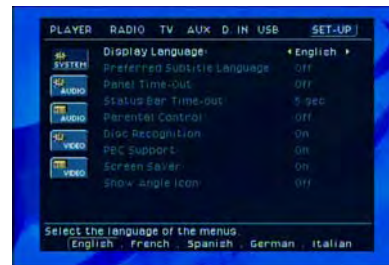 PLAYER RADIO TV AUX D. IN USB SET-UP
SYSTEM
AUDIO
AUDIO
VIDEO
VIDEO
Display Language: English
Preferred Subtitle Language Off
Panel Time-Out: Off
Status Bar Time-out: 5 sec
Parental Control: Off
Disc Recognition: On
PBC Support: On
Screen Saver: On
Show Angle Icon: Off
Select the language of the menus.
English . French . Spanish . German . Italian